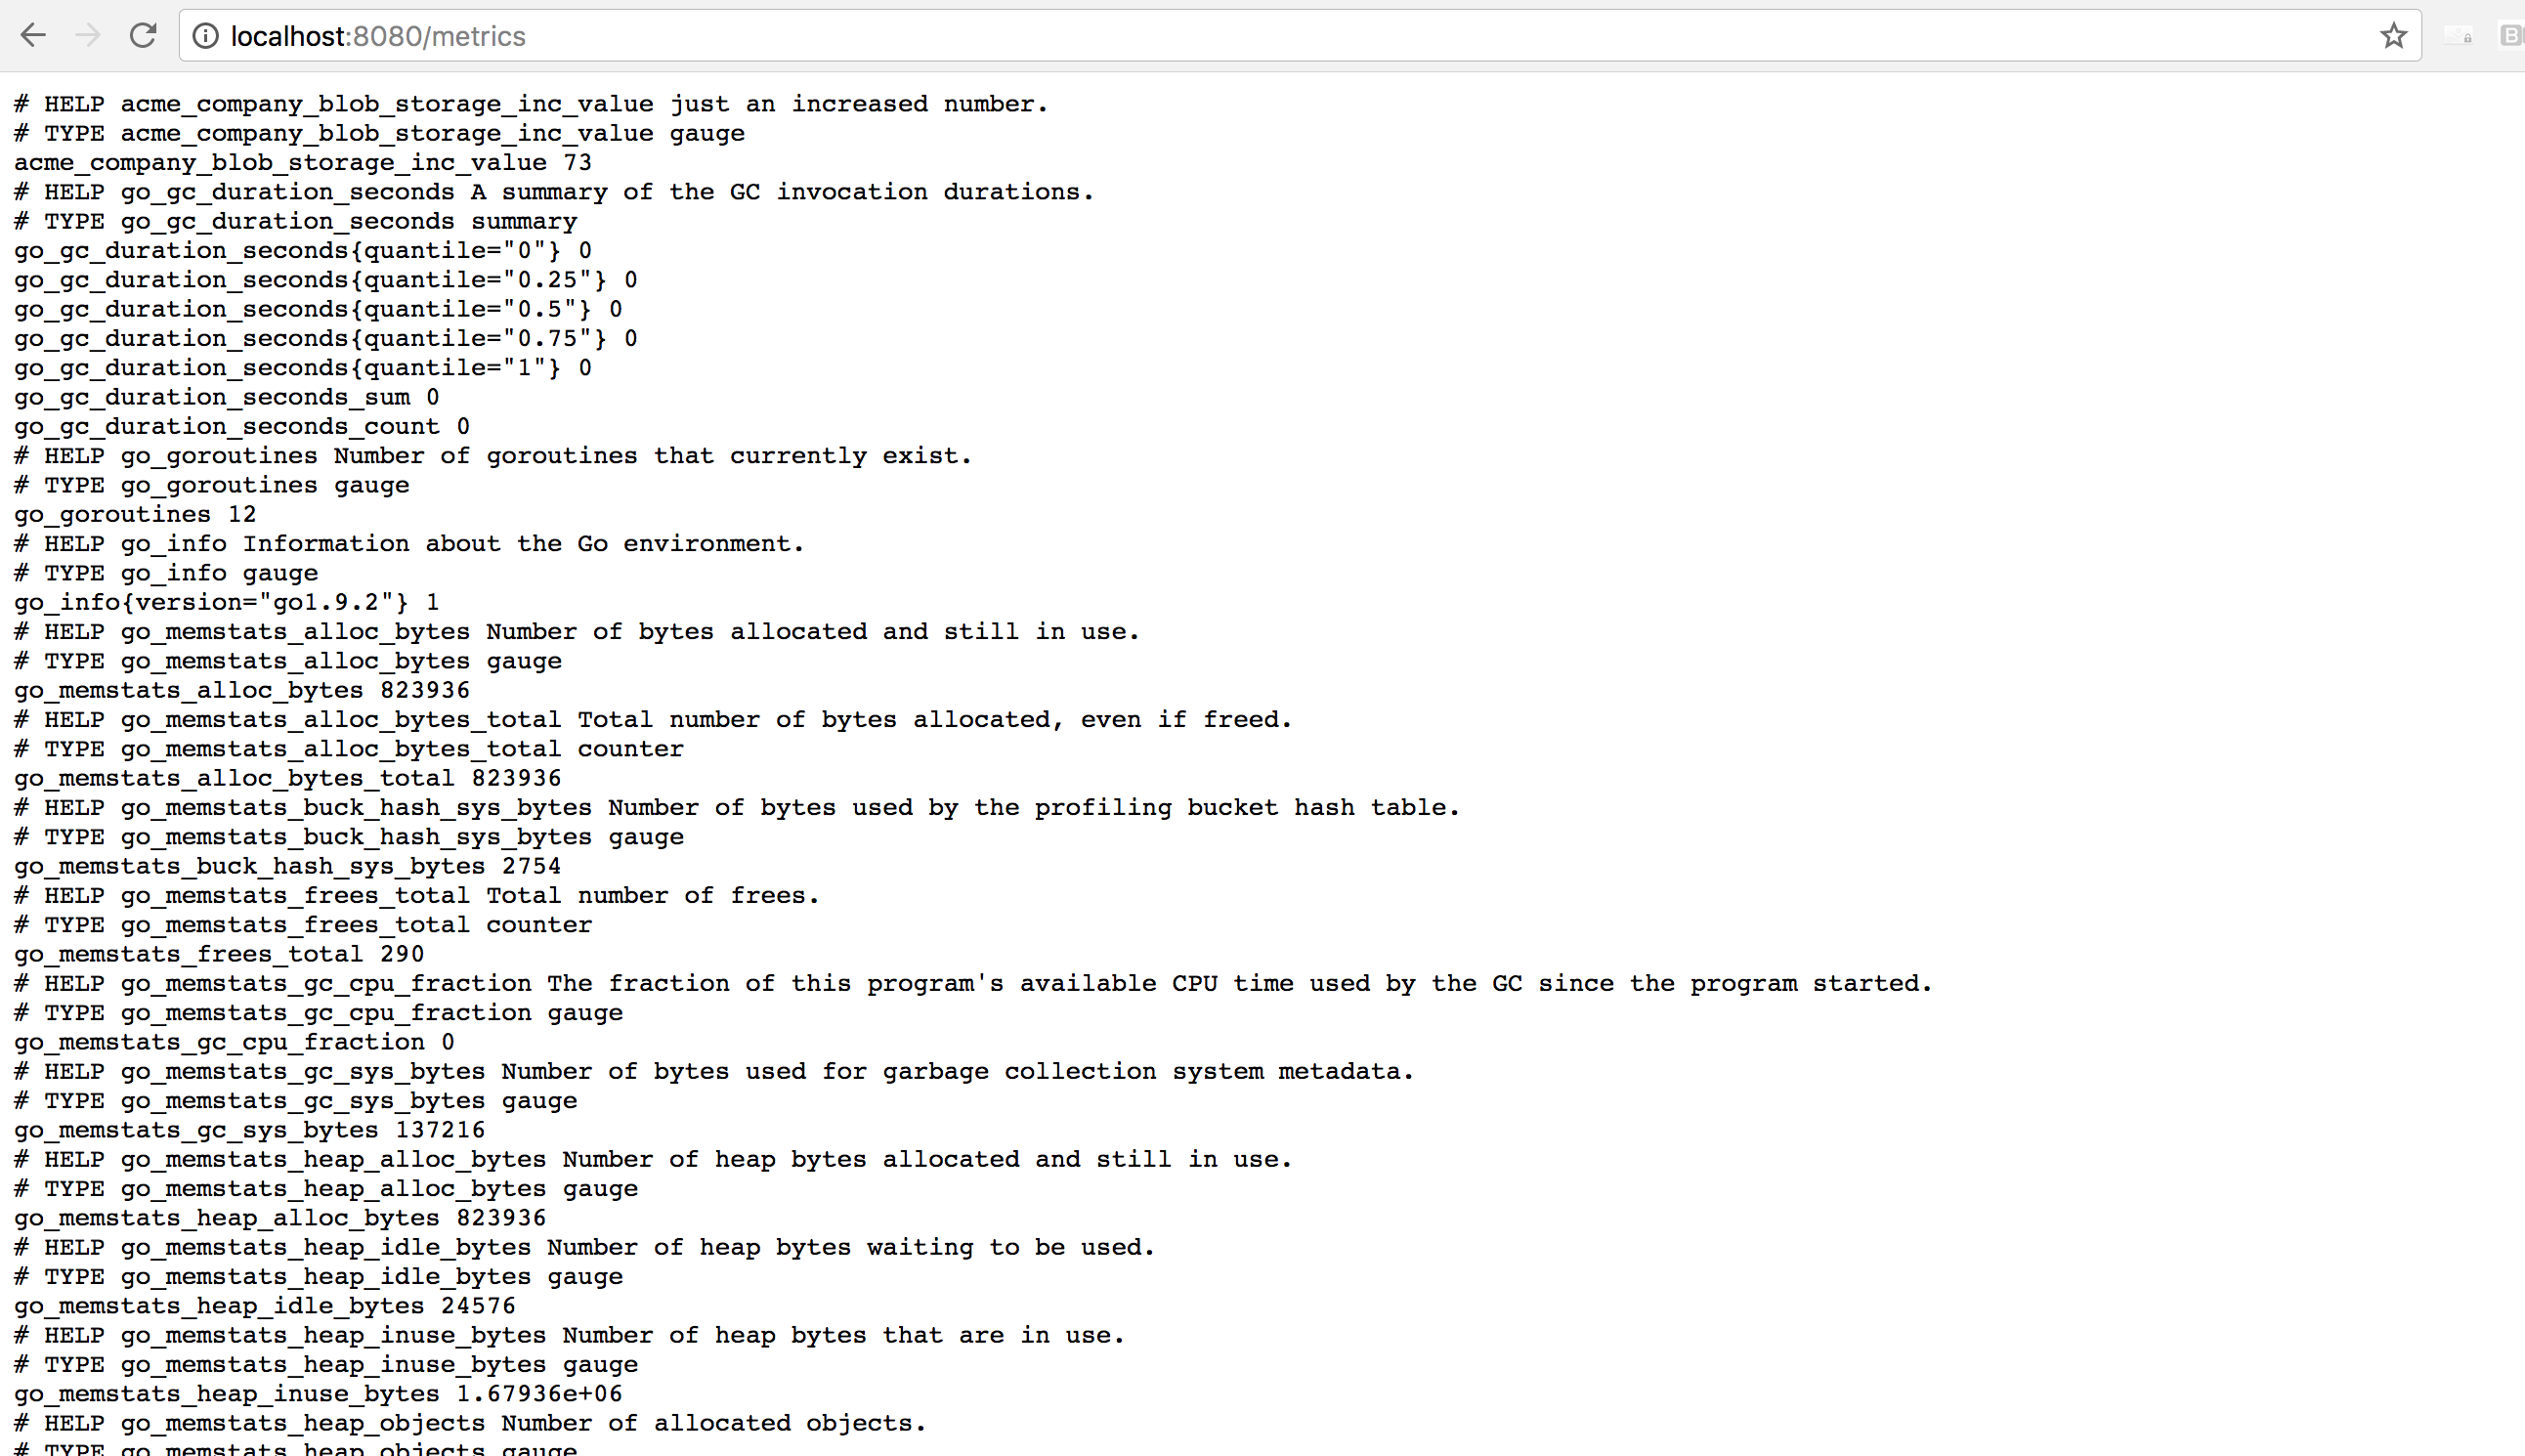 localhost:8080/metrics
# HELP acme_company_blob_storage_inc_value just an increased number.
# TYPE acme_company_blob_storage_inc_value gauge
acme_company_blob_storage_inc_value 73
# HELP go_gc_duration_seconds A summary of the GC invocation durations.
# TYPE go_gc_duration_seconds summary
go_gc_duration_seconds{quantile="0"} 0
go_gc_duration_seconds{quantile="0.25"} 0
go_gc_duration_seconds{quantile="0.5"} 0
go_gc_duration_seconds{quantile="0.75"} 0
go_gc_duration_seconds{quantile="1"} 0
go_gc_duration_seconds_sum 0
go_gc_duration_seconds_count 0
# HELP go_goroutines Number of goroutines that currently exist.
# TYPE go_goroutines gauge
go_goroutines 12
# HELP go_info Information about the Go environment.
# TYPE go_info gauge
go_info{version="go1.9.2"} 1
# HELP go_memstats_alloc_bytes Number of bytes allocated and still in use.
# TYPE go_memstats_alloc_bytes gauge
go_memstats_alloc_bytes 823936
# HELP go_memstats_alloc_bytes_total Total number of bytes allocated, even if freed.
# TYPE go_memstats_alloc_bytes_total counter
go_memstats_alloc_bytes_total 823936
# HELP go_memstats_buck_hash_sys_bytes Number of bytes used by the profiling bucket hash table.
# TYPE go_memstats_buck_hash_sys_bytes gauge
go_memstats_buck_hash_sys_bytes 2754
# HELP go_memstats_frees_total Total number of frees.
# TYPE go_memstats_frees_total counter
go_memstats_frees_total 290
# HELP go_memstats_gc_cpu_fraction The fraction of this program's available CPU time used by the GC since the program started.
# TYPE go_memstats_gc_cpu_fraction gauge
go_memstats_gc_cpu_fraction 0
# HELP go_memstats_gc_sys_bytes Number of bytes used for garbage collection system metadata.
# TYPE go_memstats_gc_sys_bytes gauge
go_memstats_gc_sys_bytes 137216
# HELP go_memstats_heap_alloc_bytes Number of heap bytes allocated and still in use.
# TYPE go_memstats_heap_alloc_bytes gauge
go_memstats_heap_alloc_bytes 823936
# HELP go_memstats_heap_idle_bytes Number of heap bytes waiting to be used.
# TYPE go_memstats_heap_idle_bytes gauge
go_memstats_heap_idle_bytes 24576
# HELP go_memstats_heap_inuse_bytes Number of heap bytes that are in use.
# TYPE go_memstats_heap_inuse_bytes gauge
go_memstats_heap_inuse_bytes 1.67936e+06
# HELP go_memstats_heap_objects Number of allocated objects.
# TYPE go_memstats_heap_objects gauge